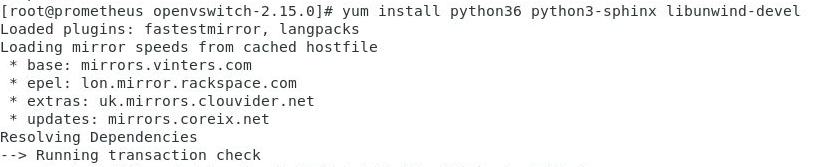 [root@prometheus openvswitch-2.15.0]# yum install python36 python3-sphinx libunwind-devel
Loaded plugins: fastestmirror, langpacks
Loading mirror speeds from cached hostfile
 * base: mirrors.vinters.com
 * epel: lon.mirror.rackspace.com
 * extras: uk.mirrors.clouvider.net
 * updates: mirrors.coreix.net
Resolving Dependencies
--> Running transaction check